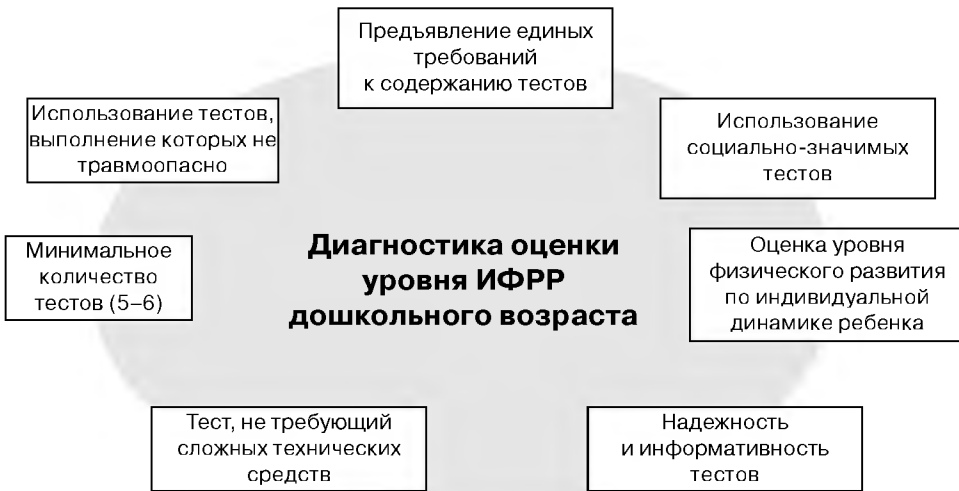 Предъявление единых
требований
к содержанию тестов
Использование тестов,
выполнение которых не
травмоопасно
Использование
социально-значимых
тестов
Минимальное
количество
тестов (5–6)
Диагностика оценки
уровня ИФРР
дошкольного возраста
Оценка уровня
физического развития
по индивидуальной
динамике ребенка
Тест, не требующий
сложных технических
средств
Надежность
и информативность
тестов